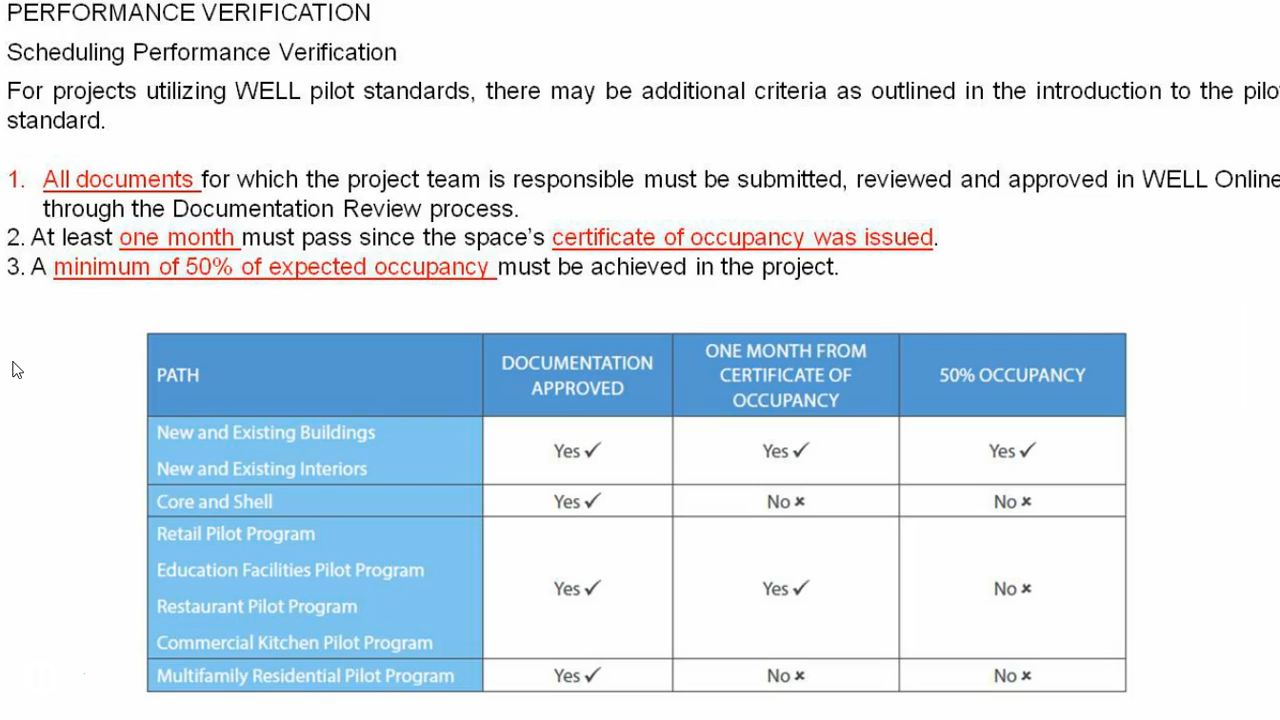 PERFORMANCE VERIFICATION
Scheduling Performance Verification
For projects utilizing WELL pilot standards, there may be additional criteria as outlined in the introduction to the pilo
standard.
1. All documents for which the project team is responsible must be submitted, reviewed and approved in WELL Online
through the Documentation Review process.
2. At least one month must pass since the space's certificate of occupancy was issued.
3. A minimum of 50% of expected occupancy must be achieved in the project.
PATH DOCUMENTATION APPROVED ONE MONTH FROM CERTIFICATE OF OCCUPANCY 50% OCCUPANCY
New and Existing Buildings
New and Existing Interiors
Yes ✓ Yes ✓ Yes ✓
Core and Shell Yes ✓ No ✗ No ✗
Retail Pilot Program
Education Facilities Pilot Program
Restaurant Pilot Program
Commercial Kitchen Pilot Program
Yes ✓ Yes ✓ No ✗
Multifamily Residential Pilot Program Yes ✓ No ✗ No ✗